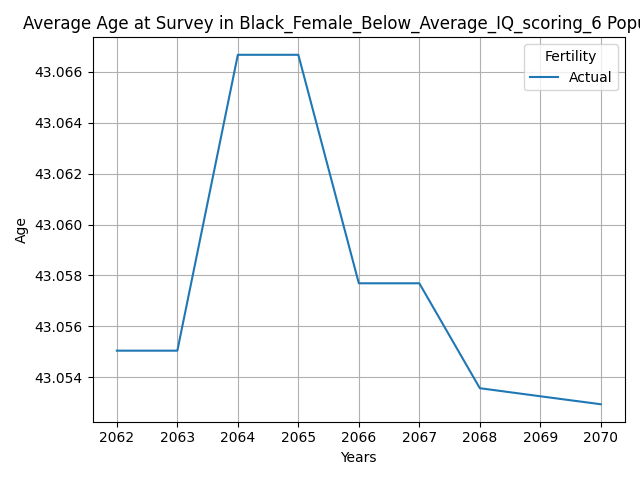 Average Age at Survey in Black_Female_Below_Average_IQ_scoring_6 Popu
Fertility
Actual
43.066
43.064
43.062
43.060
43.058
43.056
43.054
Age
2062 2063 2064 2065 2066 2067 2068 2069 2070
Years